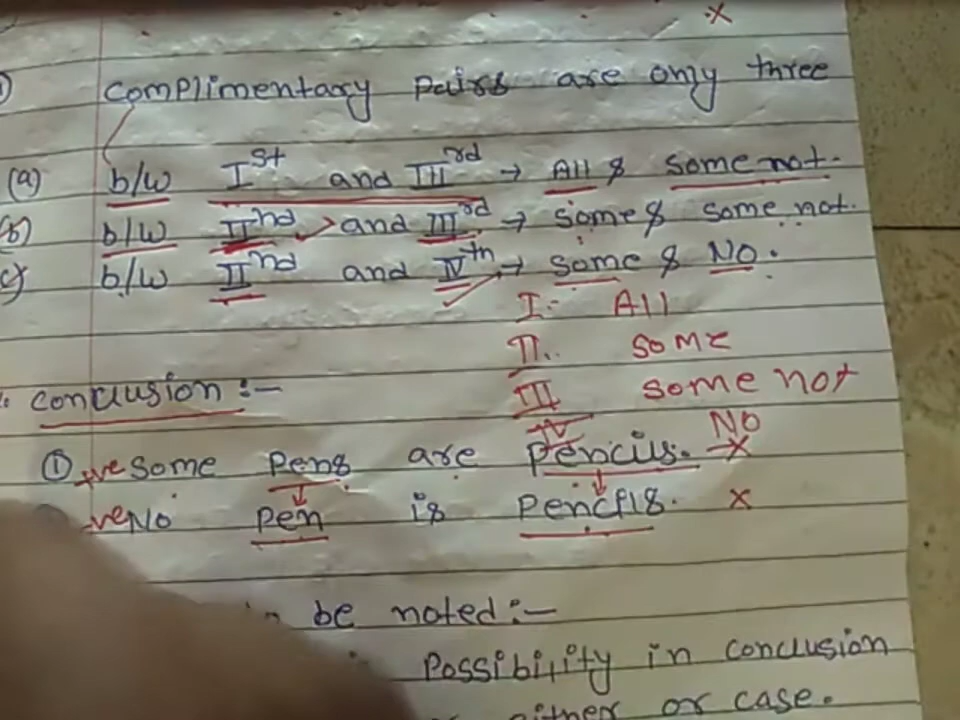 x
Complimentary Pairs are only three
(a) b/w Ist and IIIrd → All & some not.
(b) b/w IInd and IIIrd → some & some not.
b/w IInd and IVth → some & NO.
I:- All
II. some
III some not
IV NO
Conclusion :-
① +ve some Pens are Pencils. x
-ve No Pen is Pencils. x
be noted :-
Possibility in conclusion
either or case.